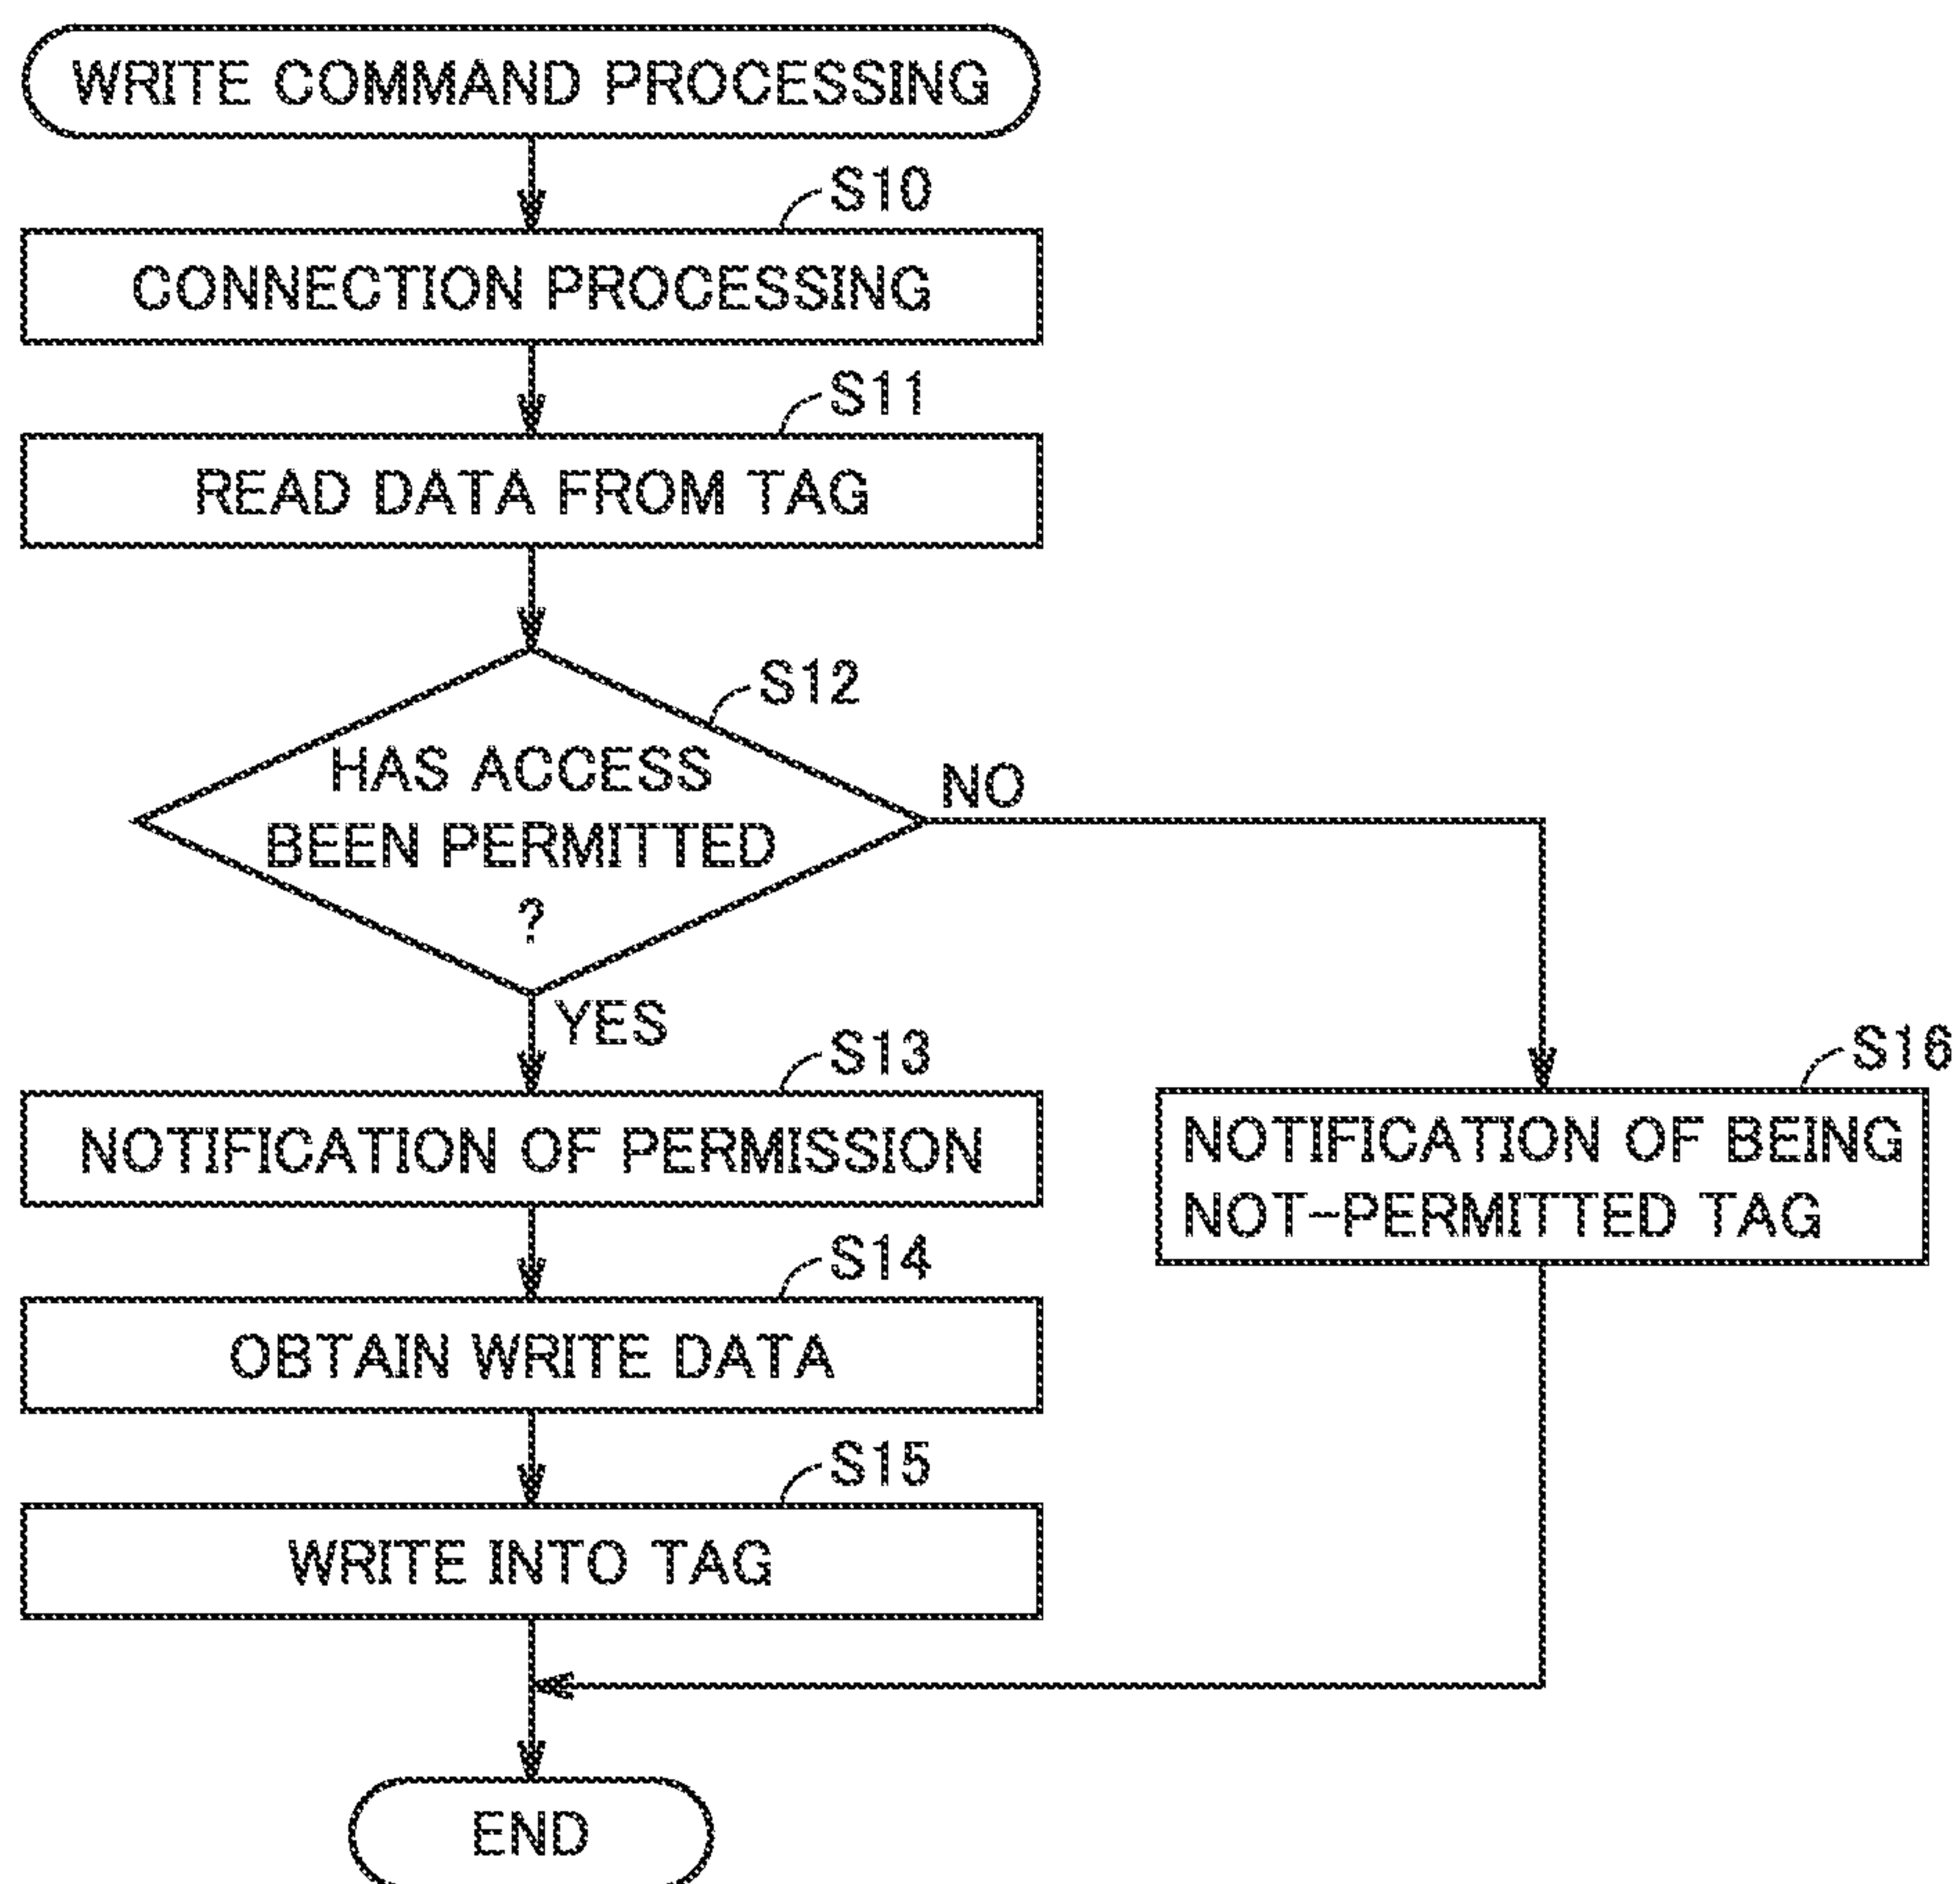 WRITE COMMAND PROCESSING
S10
CONNECTION PROCESSING
S11
READ DATA FROM TAG
S12
HAS ACCESS
BEEN PERMITTED
?
NO
YES
S13
NOTIFICATION OF PERMISSION
S16
NOTIFICATION OF BEING
NOT-PERMITTED TAG
S14
OBTAIN WRITE DATA
S15
WRITE INTO TAG
END